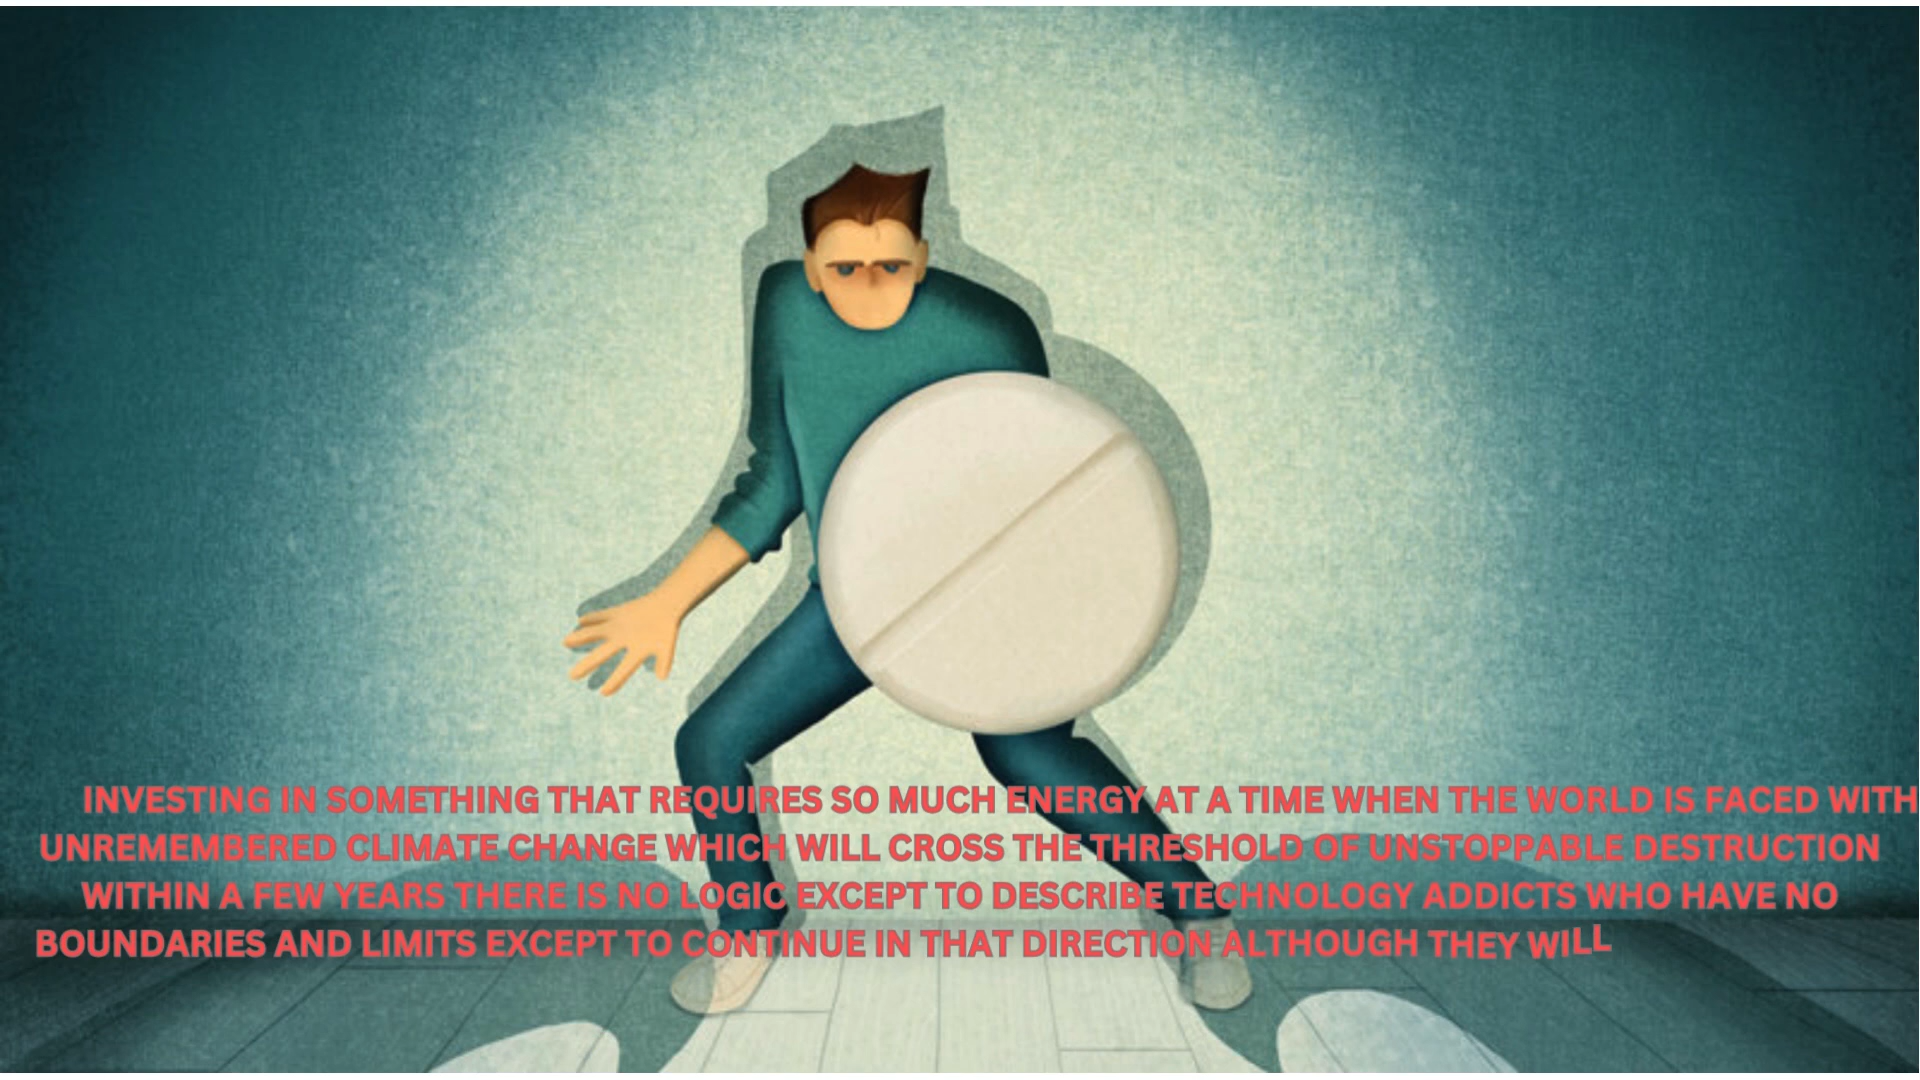 INVESTING IN SOMETHING THAT REQUIRES SO MUCH ENERGY AT A TIME WHEN THE WORLD IS FACED WITH
UNREMEMBERED CLIMATE CHANGE WHICH WILL CROSS THE THRESHOLD OF UNSTOPPABLE DESTRUCTION
WITHIN A FEW YEARS THERE IS NO LOGIC EXCEPT TO DESCRIBE TECHNOLOGY ADDICTS WHO HAVE NO
BOUNDARIES AND LIMITS EXCEPT TO CONTINUE IN THAT DIRECTION ALTHOUGH THEY WILL